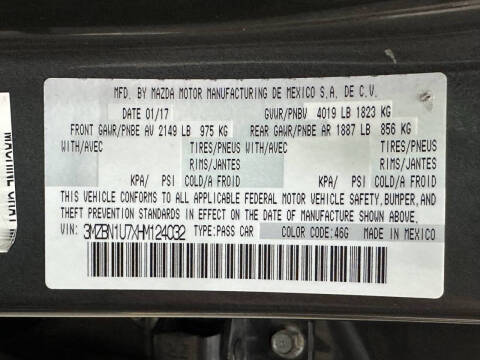 MFD. BY MAZDA MOTOR MANUFACTURING DE MEXICO S.A. DE C.V.
DATE 01/17 GVWR/PNBV 4019 LB 1823 KG
FRONT GAWR/PNBE AV 2149 LB 975 KG REAR GAWR/PNBE AR 1887 LB 856 KG
WITH/AVEC TIRES/PNEUS WITH/AVEC TIRES/PNEUS
RIMS/JANTES RIMS/JANTES
KPA/ PSI COLD/A FROID KPA/ PSI COLD/A FROID
THIS VEHICLE CONFORMS TO ALL APPLICABLE FEDERAL MOTOR VEHICLE SAFETY, BUMPER, AND
THEFT PREVENTION STANDARDS IN EFFECT ON THE DATE OF MANUFACTURE SHOWN ABOVE.
VIN: 3MZBN1U7XHM124032 TYPE: PASS CAR COLOR CODE: 46G MADE IN MEXICO